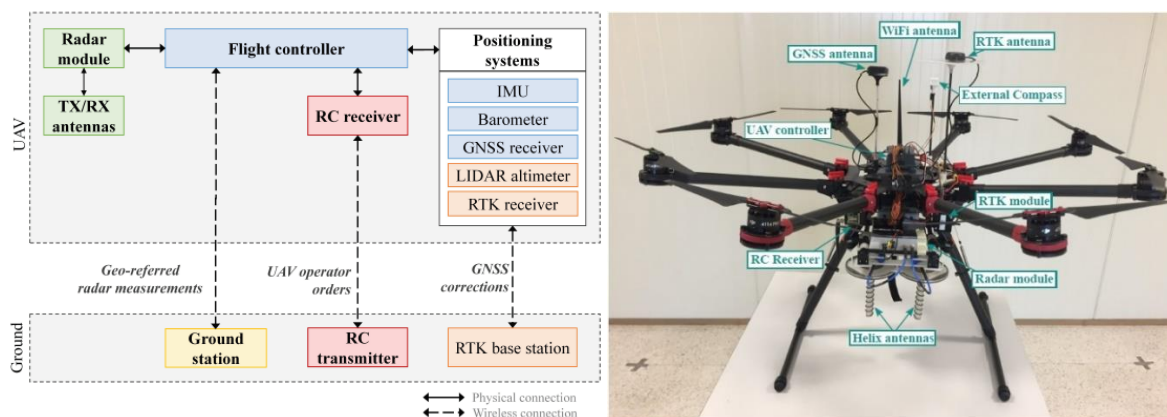 UAV
Radar
module
Flight controller
Positioning
systems
TX/RX
antennas
RC receiver
IMU
Barometer
GNSS receiver
LIDAR altimeter
RTK receiver
Geo-referred
radar measurements
UAV operator
orders
GNSS
corrections
Ground
Ground
station
RC
transmitter
RTK base station
Physical connection
Wireless connection
WiFi antenna
GNSS antenna
RTK antenna
External Compass
UAV controller
RTK module
RC Receiver
Radar module
Helix antennas